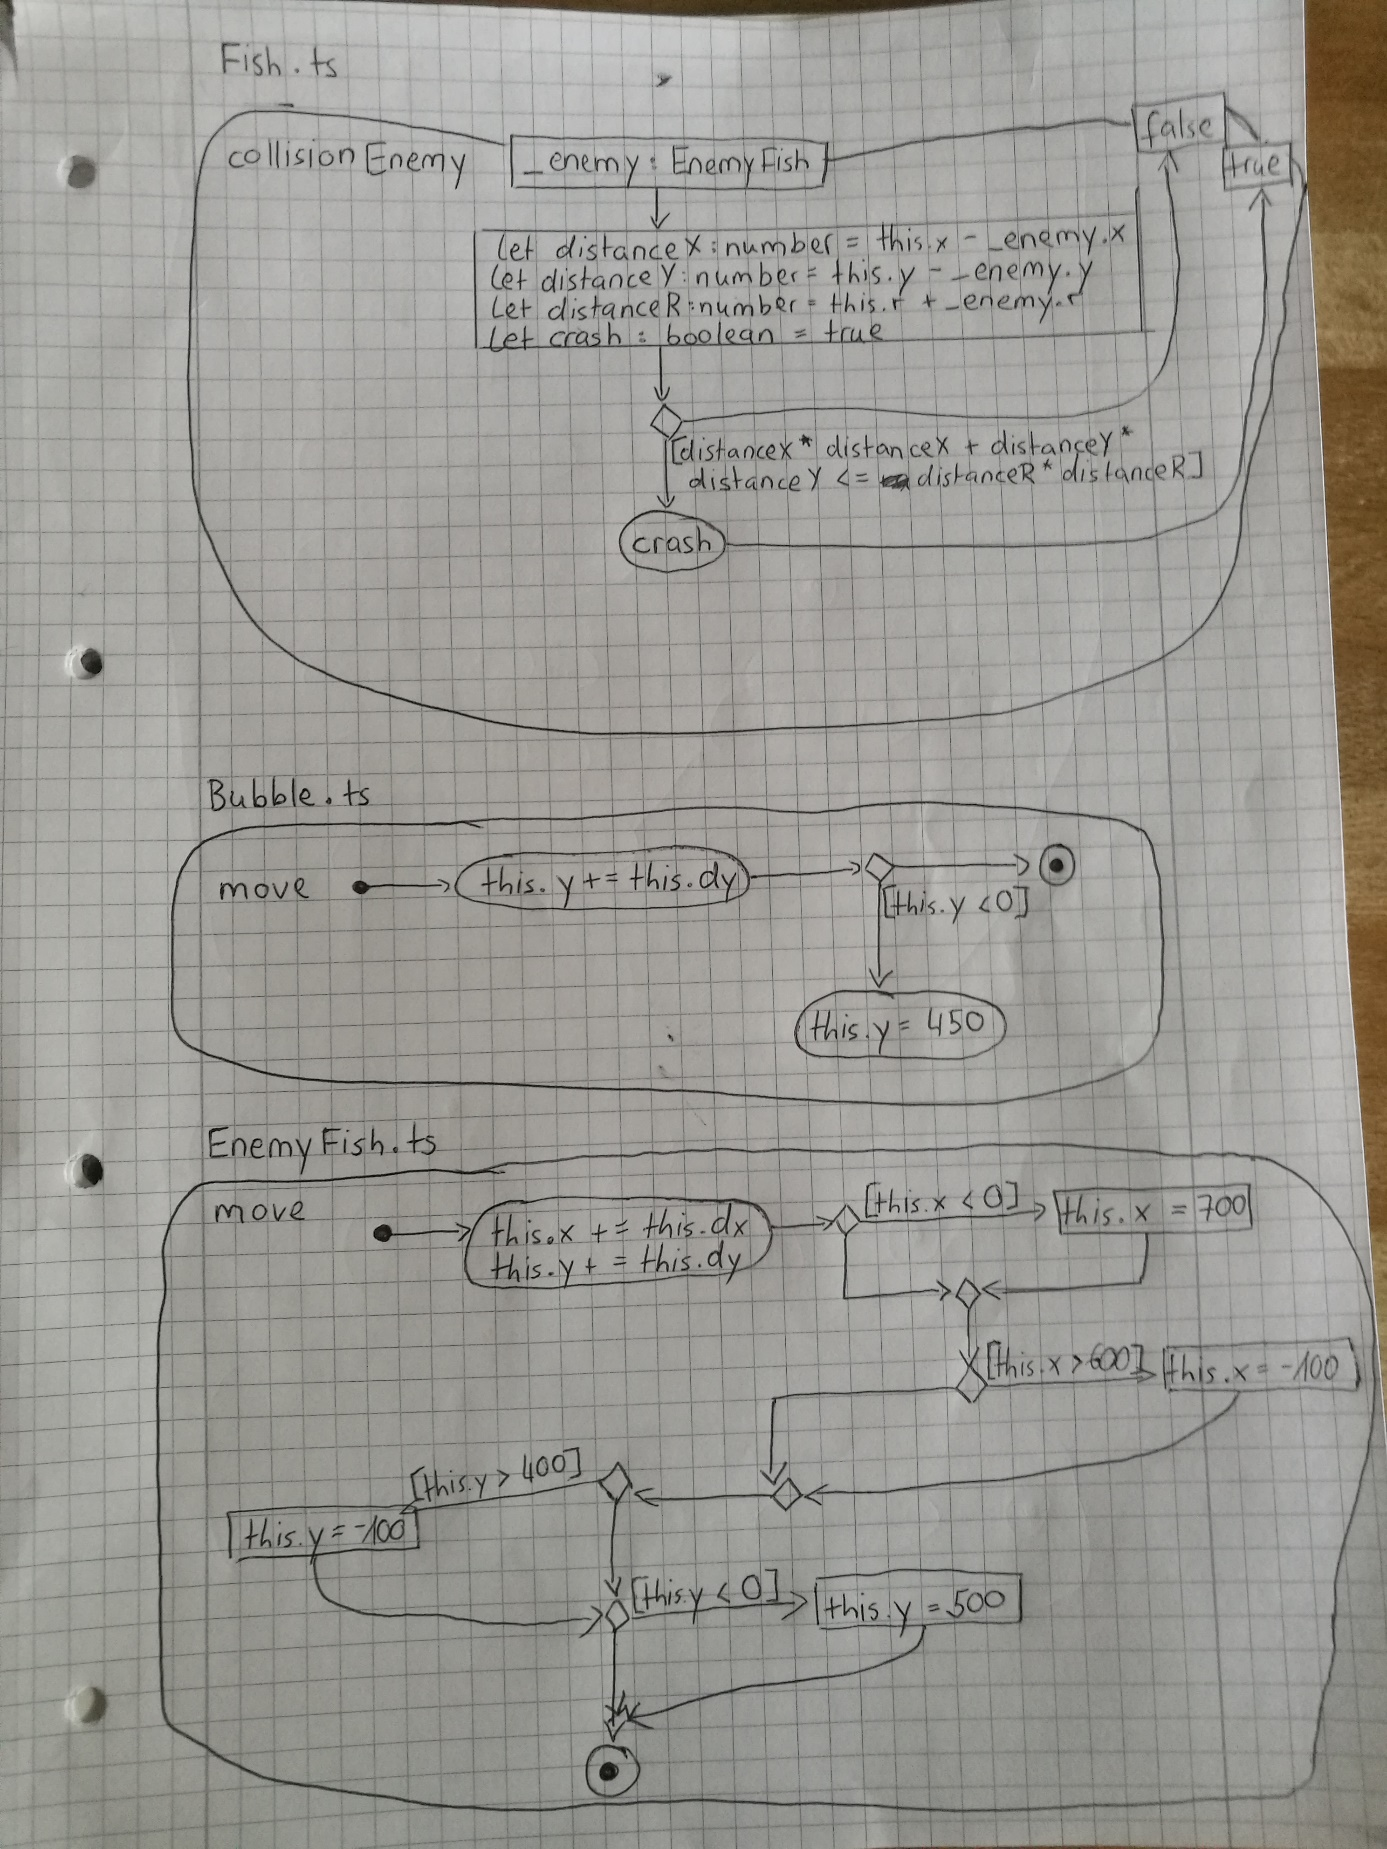 Fish.ts
false
collisionEnemy
_enemy: EnemyFish
true
let distanceX:number = this.x - _enemy.x
let distanceY:number = this.y - _enemy.y
let distanceR:number = this.r + _enemy.r
let crash : boolean = true
[distanceX* distanceX + distanceY*
distanceY <= distanceR* distanceR]
crash
Bubble.ts
move
this.y += this.dy
[this.y <0]
this.y = 450
EnemyFish.ts
move
[this.x < 0]
this.x = 700
this.x += this.dx
this.y += this.dy
[this.x > 600]
this.x = -100
[this.y > 400]
this.y = -100
[this.y < 0]
this.y = 500